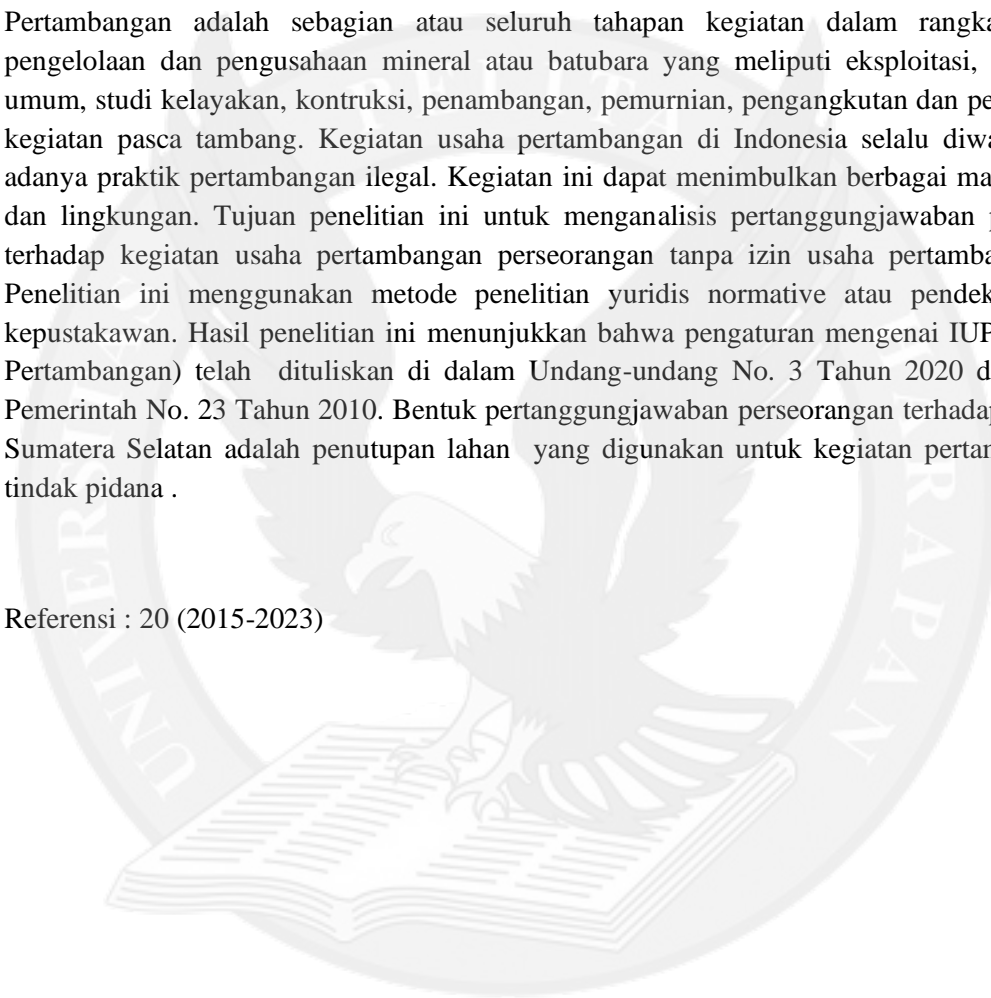 Pertambangan adalah sebagian atau seluruh tahapan kegiatan dalam rangka
pengelolaan dan pengusahaan mineral atau batubara yang meliputi eksploitasi,
umum, studi kelayakan, kontruksi, penambangan, pemurnian, pengangkutan dan pe
kegiatan pasca tambang. Kegiatan usaha pertambangan di Indonesia selalu diwa
adanya praktik pertambangan ilegal. Kegiatan ini dapat menimbulkan berbagai ma
dan lingkungan. Tujuan penelitian ini untuk menganalisis pertanggungjawaban p
terhadap kegiatan usaha pertambangan perseorangan tanpa izin usaha pertamba
Penelitian ini menggunakan metode penelitian yuridis normative atau pendek
kepustakawan. Hasil penelitian ini menunjukkan bahwa pengaturan mengenai IUP
Pertambangan) telah dituliskan di dalam Undang-undang No. 3 Tahun 2020 d
Pemerintah No. 23 Tahun 2010. Bentuk pertanggungjawaban perseorangan terhadap
Sumatera Selatan adalah penutupan lahan yang digunakan untuk kegiatan pertan
tindak pidana .
Referensi : 20 (2015-2023)
UNIVERSITAS PELITA HARAPAN